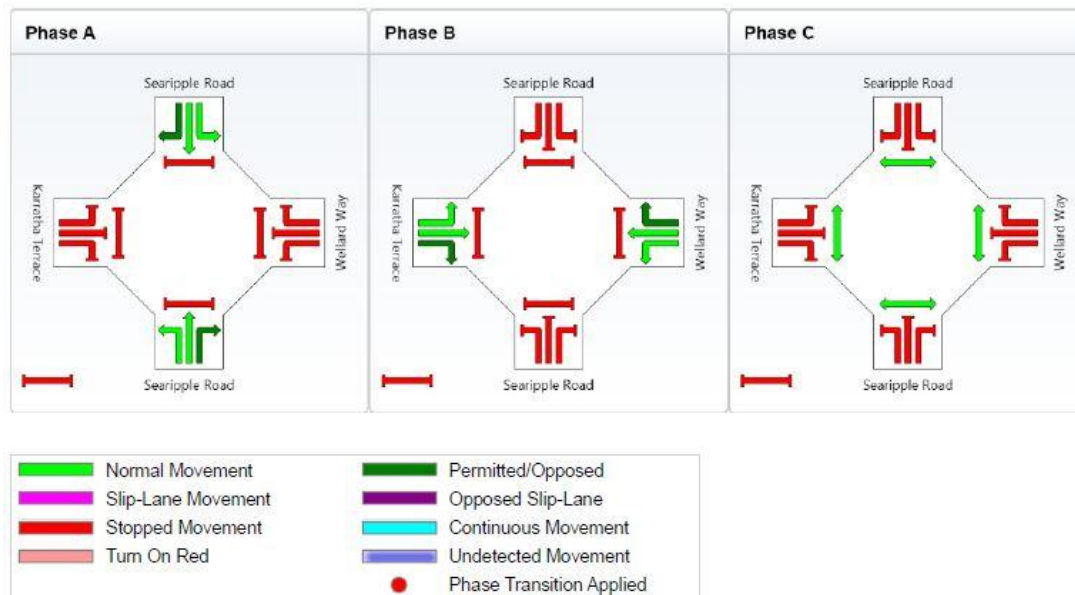 Phase A
Phase B
Phase C
Searipple Road
Searipple Road
Searipple Road
Karratha Terrace
Wellard Way
Karratha Terrace
Wellard Way
Karratha Terrace
Wellard Way
Searipple Road
Searipple Road
Searipple Road
Normal Movement
Permitted/Opposed
Slip-Lane Movement
Opposed Slip-Lane
Stopped Movement
Continuous Movement
Turn On Red
Undetected Movement
Phase Transition Applied